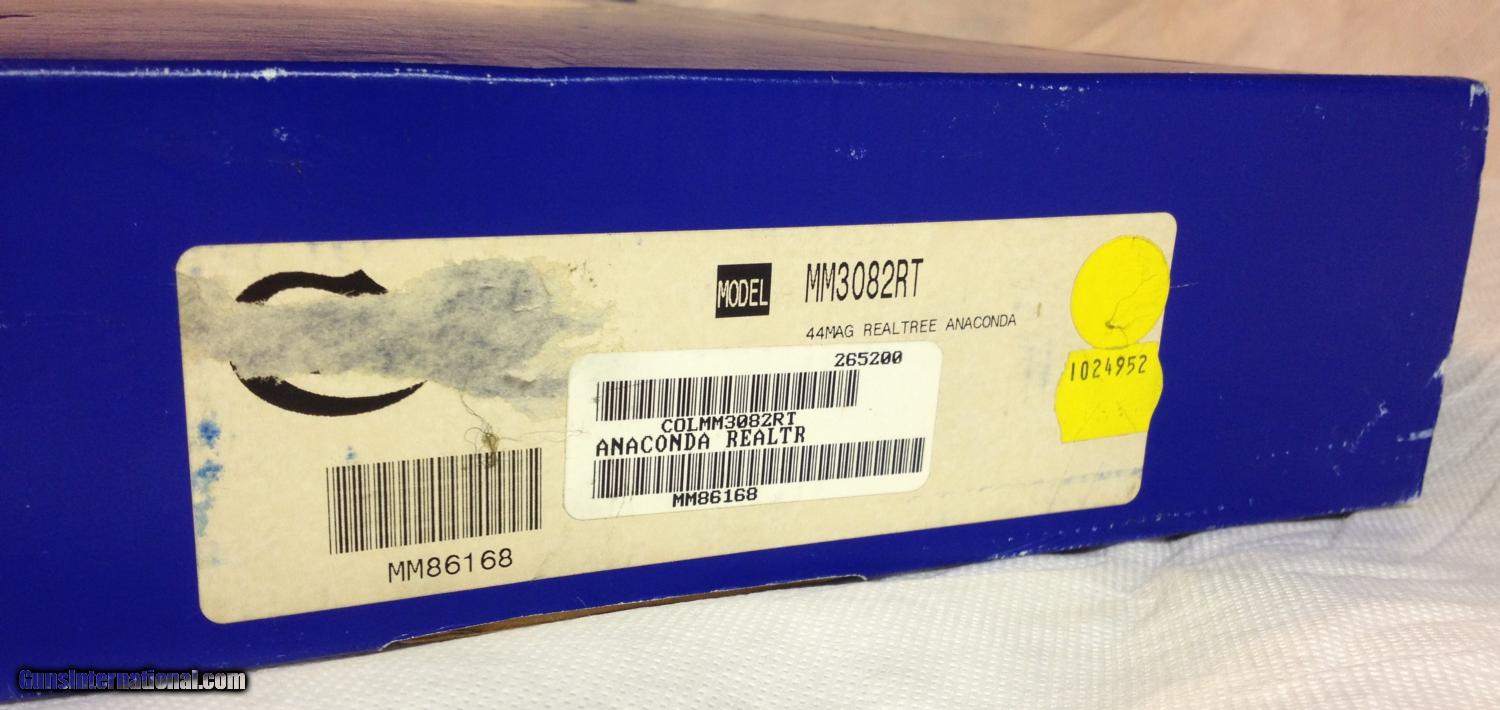 MODEL
MM3082RT
44MAG REALTREE ANACONDA
265200
COLMM3082RT
ANACONDA REALTR
MM86168
1024952
MM86168
GunsInternational.com